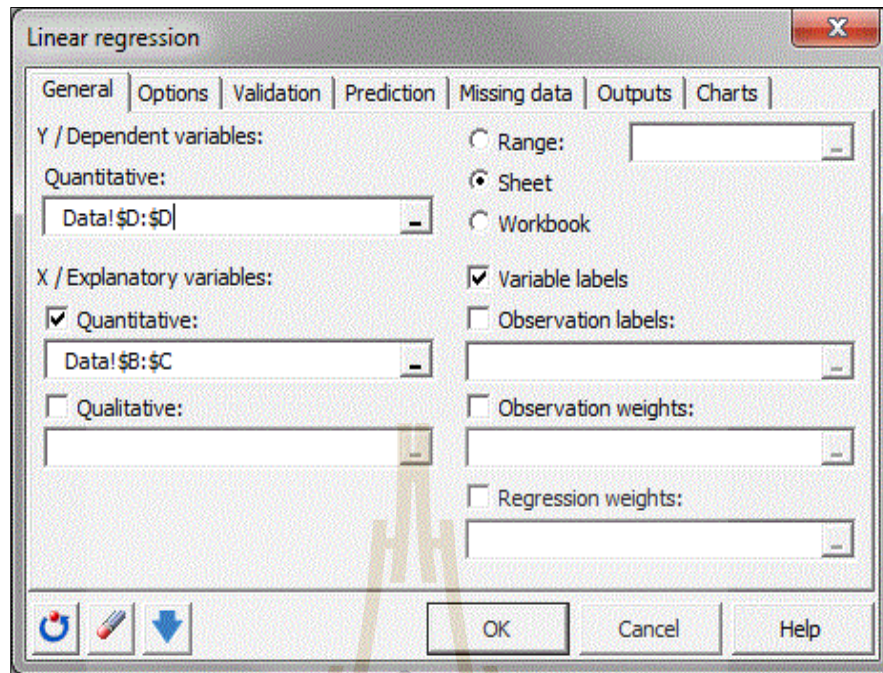 Linear regression
General Options Validation Prediction Missing data Outputs Charts
Y / Dependent variables:
Quantitative:
Data!$D:$D
X / Explanatory variables:
Quantitative:
Data!$B:$C
Qualitative:
Range:
Sheet
Workbook
Variable labels
Observation labels:
Observation weights:
Regression weights:
OK Cancel Help